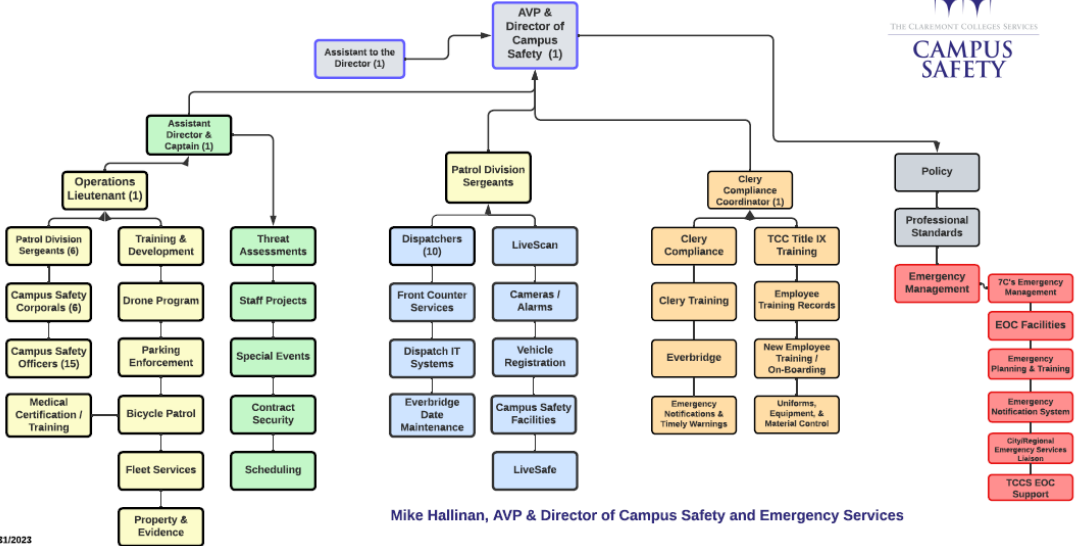 AVP &
Director of
Campus
Safety (1)
Assistant to the
Director (1)
THE CLAREMONT COLLEGES SERVICES
CAMPUS
SAFETY
Assistant
Director &
Captain (1)
Operations
Lieutenant (1)
Patrol Division
Sergeants
Clery
Compliance
Coordinator (1)
Policy
Professional
Standards
Emergency
Management
Patrol Division
Sergeants (6)
Campus Safety
Corporals (6)
Campus Safety
Officers (15)
Medical
Certification /
Training
Training &
Development
Drone Program
Parking
Enforcement
Bicycle Patrol
Fleet Services
Property &
Evidence
Threat
Assessments
Staff Projects
Special Events
Contract
Security
Scheduling
Dispatchers
(10)
Front Counter
Services
Dispatch IT
Systems
Everbridge
Date
Maintenance
LiveScan
Cameras /
Alarms
Vehicle
Registration
Campus Safety
Facilities
LiveSafe
Clery
Compliance
Clery Training
Everbridge
Emergency
Notifications &
Timely Warnings
TCC Title IX
Training
Employee
Training Records
New Employee
Training /
On-Boarding
Uniforms,
Equipment, &
Material Control
7C's Emergency
Management
EOC Facilities
Emergency
Planning & Training
Emergency
Notification System
City/Regional
Emergency Services
Liaison
TCCS EOC
Support
Mike Hallinan, AVP & Director of Campus Safety and Emergency Services
31/2023